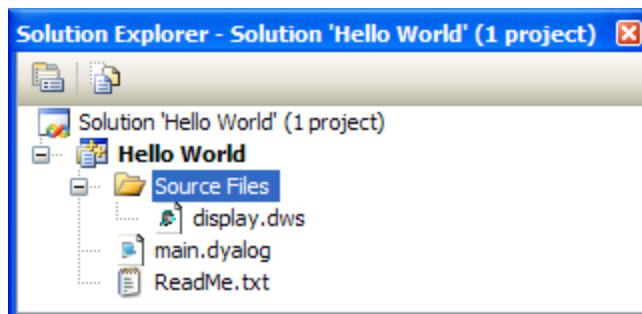 Solution Explorer - Solution 'Hello World' (1 project)
Solution 'Hello World' (1 project)
Hello World
Source Files
display.dws
main.dyalog
ReadMe.txt